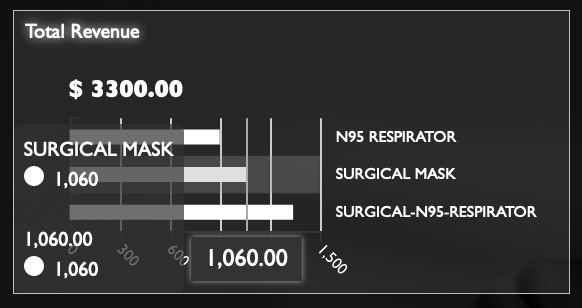 Total Revenue
$ 3300.00
N95 RESPIRATOR
SURGICAL MASK
SURGICAL MASK
1,060
SURGICAL-N95-RESPIRATOR
1,060.00
1,060
0
300
600
1,060.00
1,500